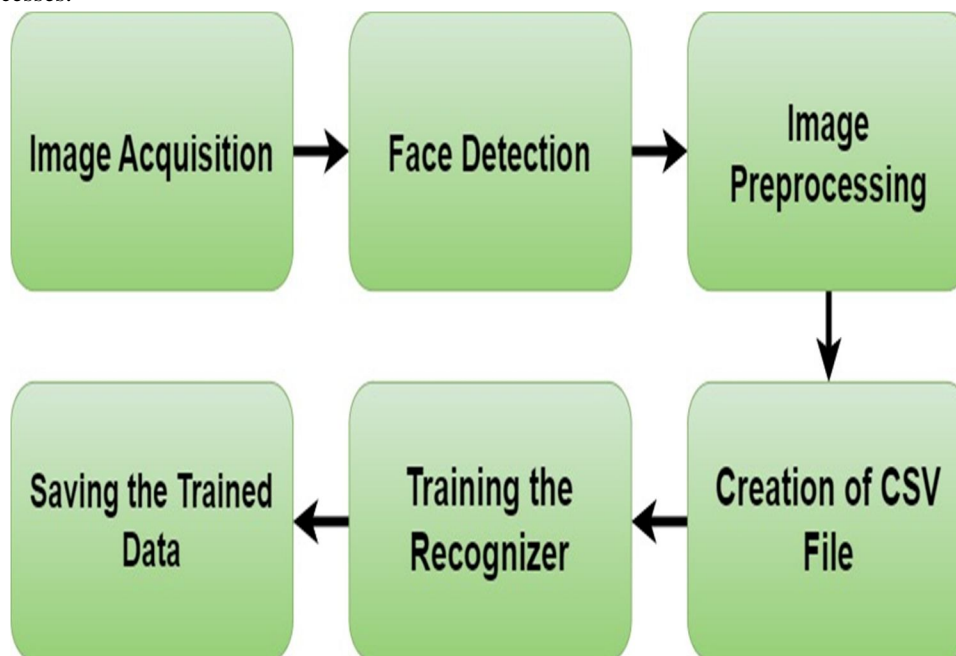 Image Acquisition
Face Detection
Image
Preprocessing
Creation of CSV
File
Training the
Recognizer
Saving the Trained
Data